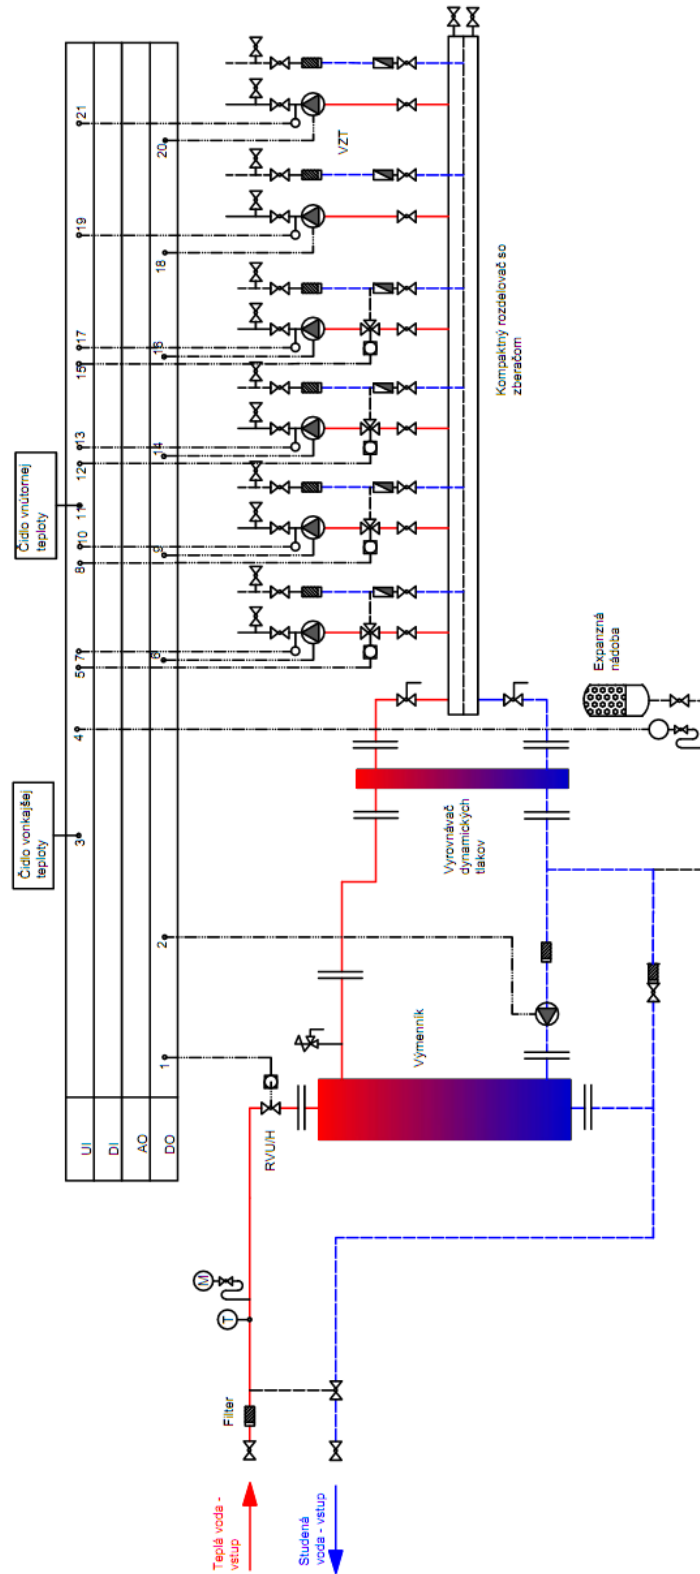 Čidlo vonkajšej
teploty
Čidlo vnútornej
teploty
UI 3 4 5 7 8 10 11 12 13 15 17 19 21
DI
AO
DO 1 2 6 9 14 16 18 20
M
T
Filter
RVU/H
Teplá voda -
vstup
Studená
voda - vstup
VZT
Výmenník
Vyrovnávač
dynamických
tlakov
Kompaktný rozdelovač so
zberačom
Expanzná
nádoba